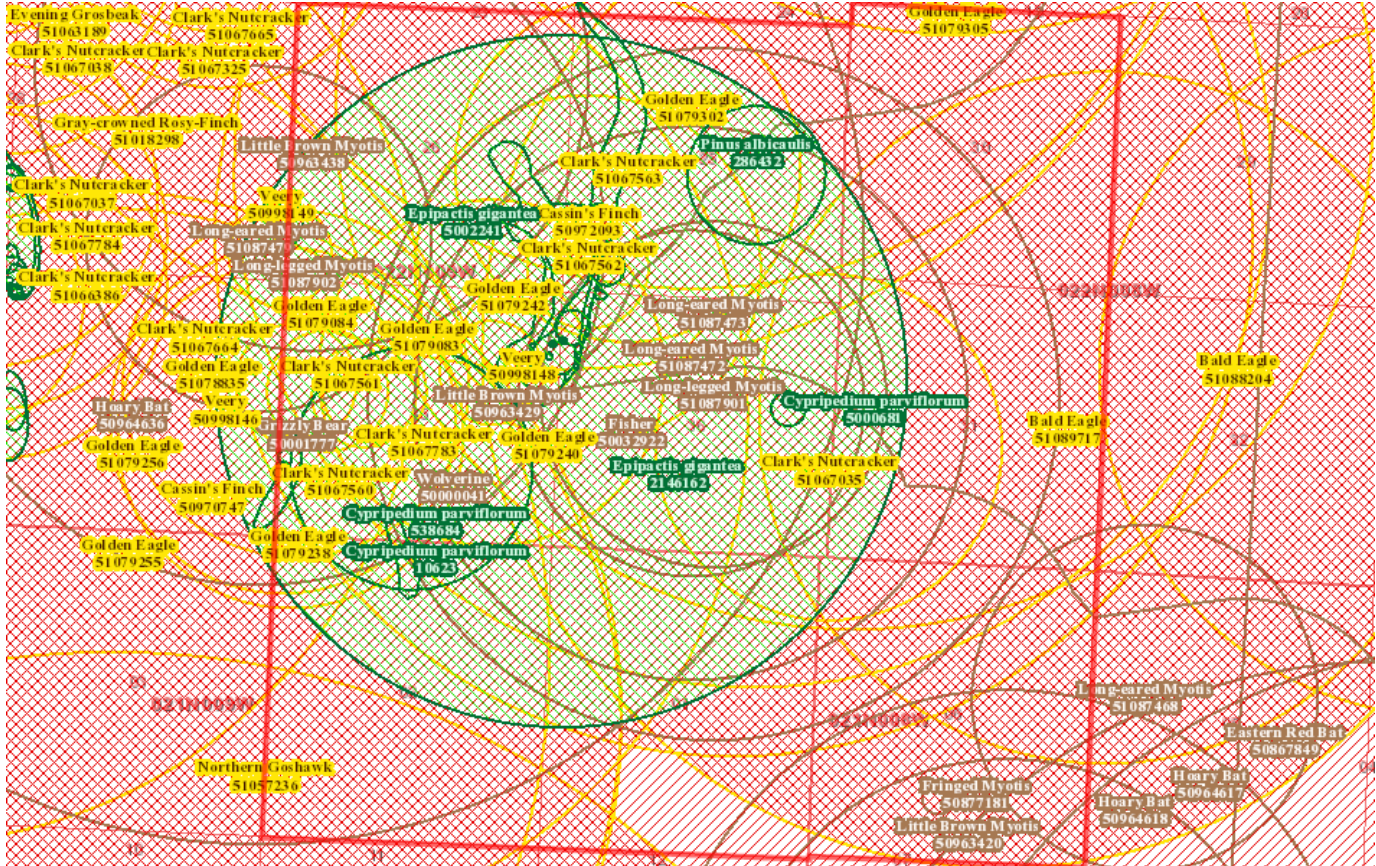 Evening Grosbeak
51063189
Clark's Nutcracker
51067665
Golden Eagle
51079305
Clark's Nutcracker
51067038
Clark's Nutcracker
51067325
Golden Eagle
51079302
Gray-crowned Rosy-Finch
51018298
Little Brown Myotis
50963438
Pinus albicaulis
286432
Clark's Nutcracker
51067563
Clark's Nutcracker
51067037
Veery
50998149
Epipactis gigantea
5002241
Cassin's Finch
50972093
Clark's Nutcracker
51067784
Long-eared Myotis
Clark's Nutcracker
51067562
Clark's Nutcracker
51066386
Long-legged Myotis
51087902
022N008W
Golden Eagle
51079242
Golden Eagle
51079084
Long-eared Myotis
51087473
Clark's Nutcracker
51067664
Golden Eagle
51079083
Long-eared Myotis
51087472
Veery
50998148
Bald Eagle
51088204
Golden Eagle
51078835
Clark's Nutcracker
51067561
Long-legged Myotis
51087901
Little Brown Myotis
50963429
Cypripedium parviflorum
5000681
Hoary Bat
50964636
Veery
50998146
Grizzly Bear
50001777
Fisher
50032922
Bald Eagle
51089717
Golden Eagle
51079256
Clark's Nutcracker
51067783
Golden Eagle
51079240
Epipactis gigantea
2146162
Clark's Nutcracker
51067035
Clark's Nutcracker
51067560
Wolverine
50000041
Cassin's Finch
50970747
Cypripedium parviflorum
538684
Golden Eagle
51079238
Golden Eagle
51079255
Cypripedium parviflorum
10623
021N009W
021N008W
Long-eared Myotis
51087468
Eastern Red Bat
50867849
Northern Goshawk
51057236
Fringed Myotis
50877181
Hoary Bat
50964617
Hoary Bat
50964618
Little Brown Myotis
50963420
10
11